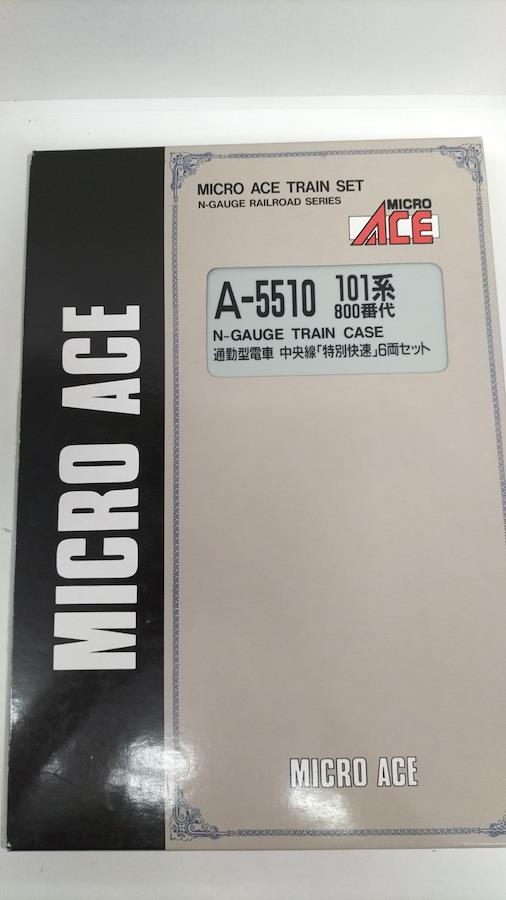 MICRO ACE
MICRO ACE TRAIN SET
N-GAUGE RAILROAD SERIES
MICRO
ACE
A-5510 101系
800番代
N-GAUGE TRAIN CASE
通勤型電車 中央線「特別快速」6両セット
MICRO ACE